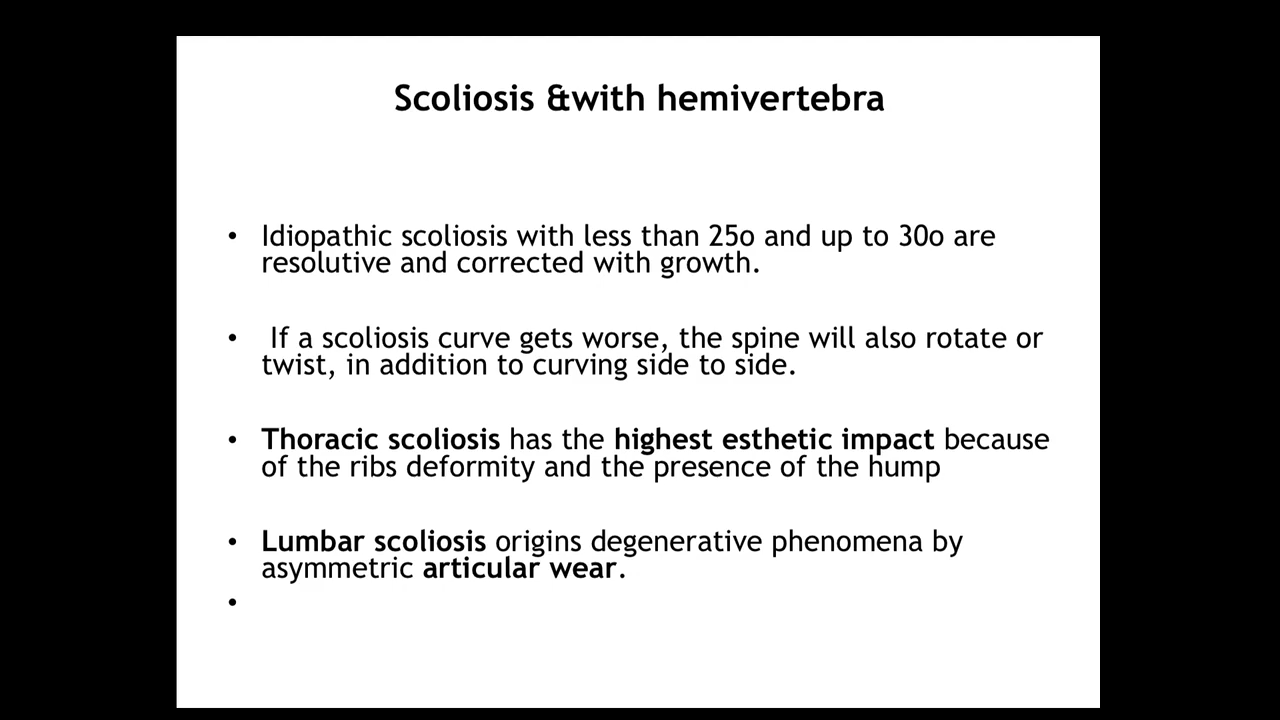 Scoliosis &with hemivertebra
• Idiopathic scoliosis with less than 25o and up to 30o are
resolutive and corrected with growth.
• If a scoliosis curve gets worse, the spine will also rotate or
twist, in addition to curving side to side.
• Thoracic scoliosis has the highest esthetic impact because
of the ribs deformity and the presence of the hump
• Lumbar scoliosis origins degenerative phenomena by
asymmetric articular wear.
•